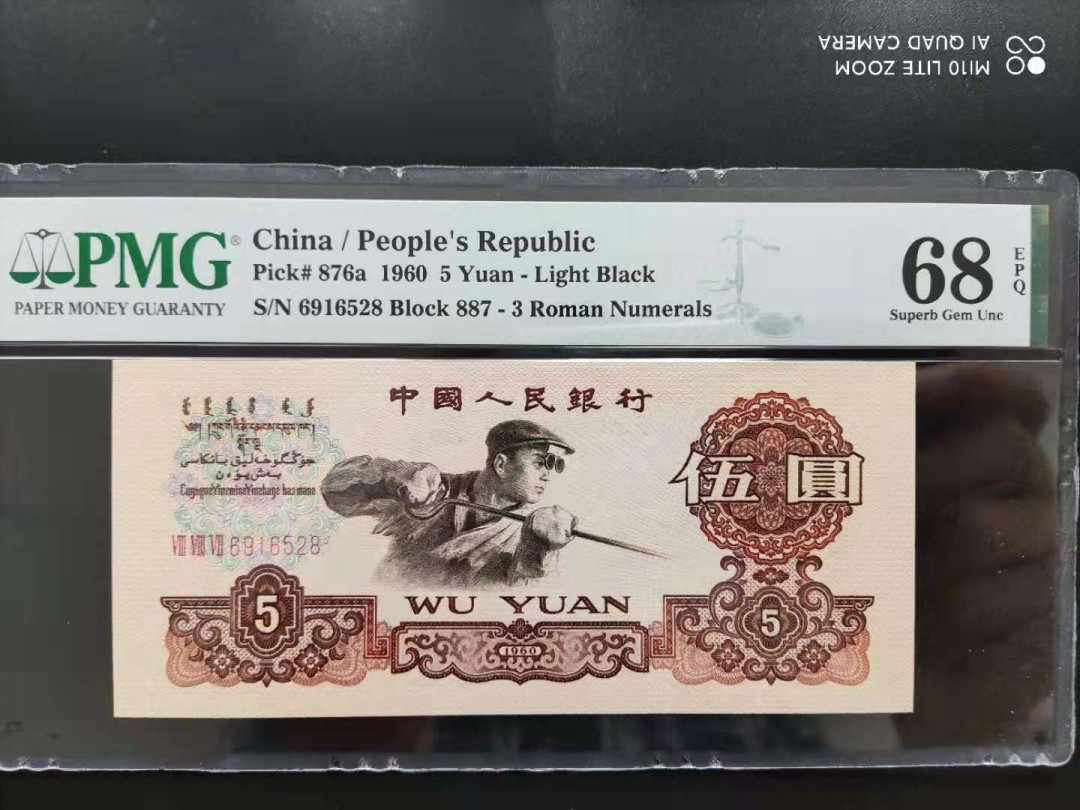 MI10 LITE ZOOM
AI QUAD CAMERA
PMG®
PAPER MONEY GUARANTY
China / People's Republic
Pick# 876a 1960 5 Yuan - Light Black
S/N 6916528 Block 887 - 3 Roman Numerals
68
EPQ
Superb Gem Unc
中國人民銀行
伍圓
VIII VIII VII 6916528
5
WU YUAN
1960
5